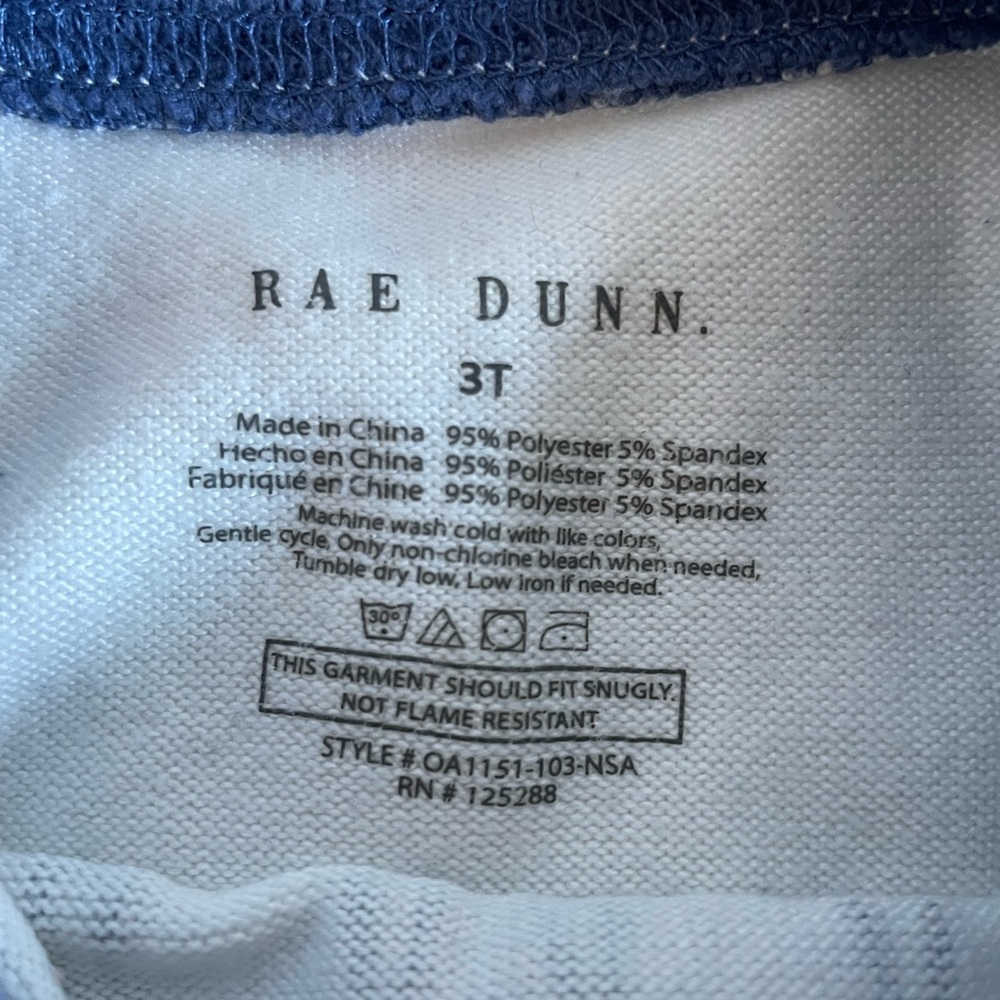 RAE DUNN.
3T
Made in China 95% Polyester 5% Spandex
Hecho en China 95% Poliéster 5% Spandex
Fabriqué en Chine 95% Polyester 5% Spandex
Machine wash cold with like colors,
Gentle cycle, Only non-chlorine bleach when needed,
Tumble dry low, Low iron if needed.
30°
THIS GARMENT SHOULD FIT SNUGLY.
NOT FLAME RESISTANT
STYLE # OA1151-103-NSA
RN # 125288